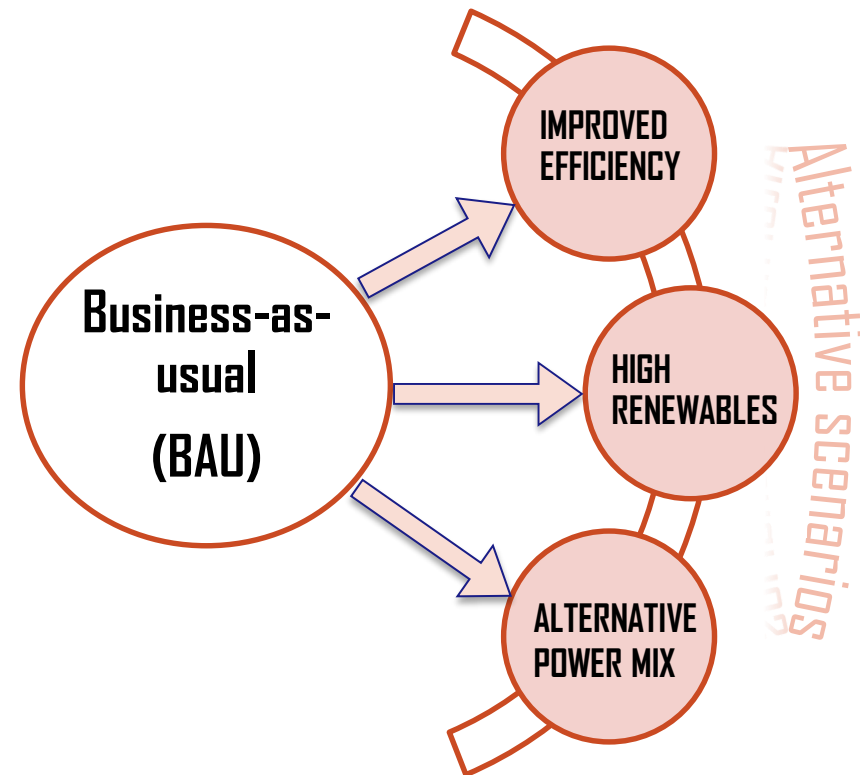 Business-as-
usual
(BAU)
IMPROVED
EFFICIENCY
HIGH
RENEWABLES
ALTERNATIVE
POWER MIX
Alternative scenarios